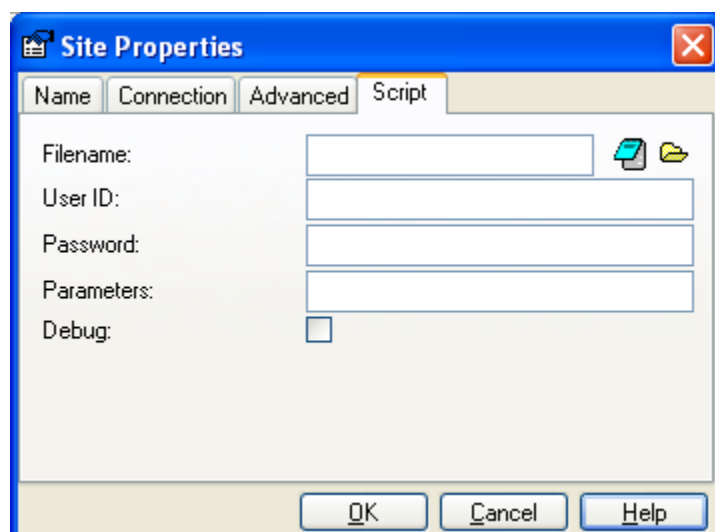 Site Properties
Name Connection Advanced Script
Filename:
User ID:
Password:
Parameters:
Debug:
OK Cancel Help